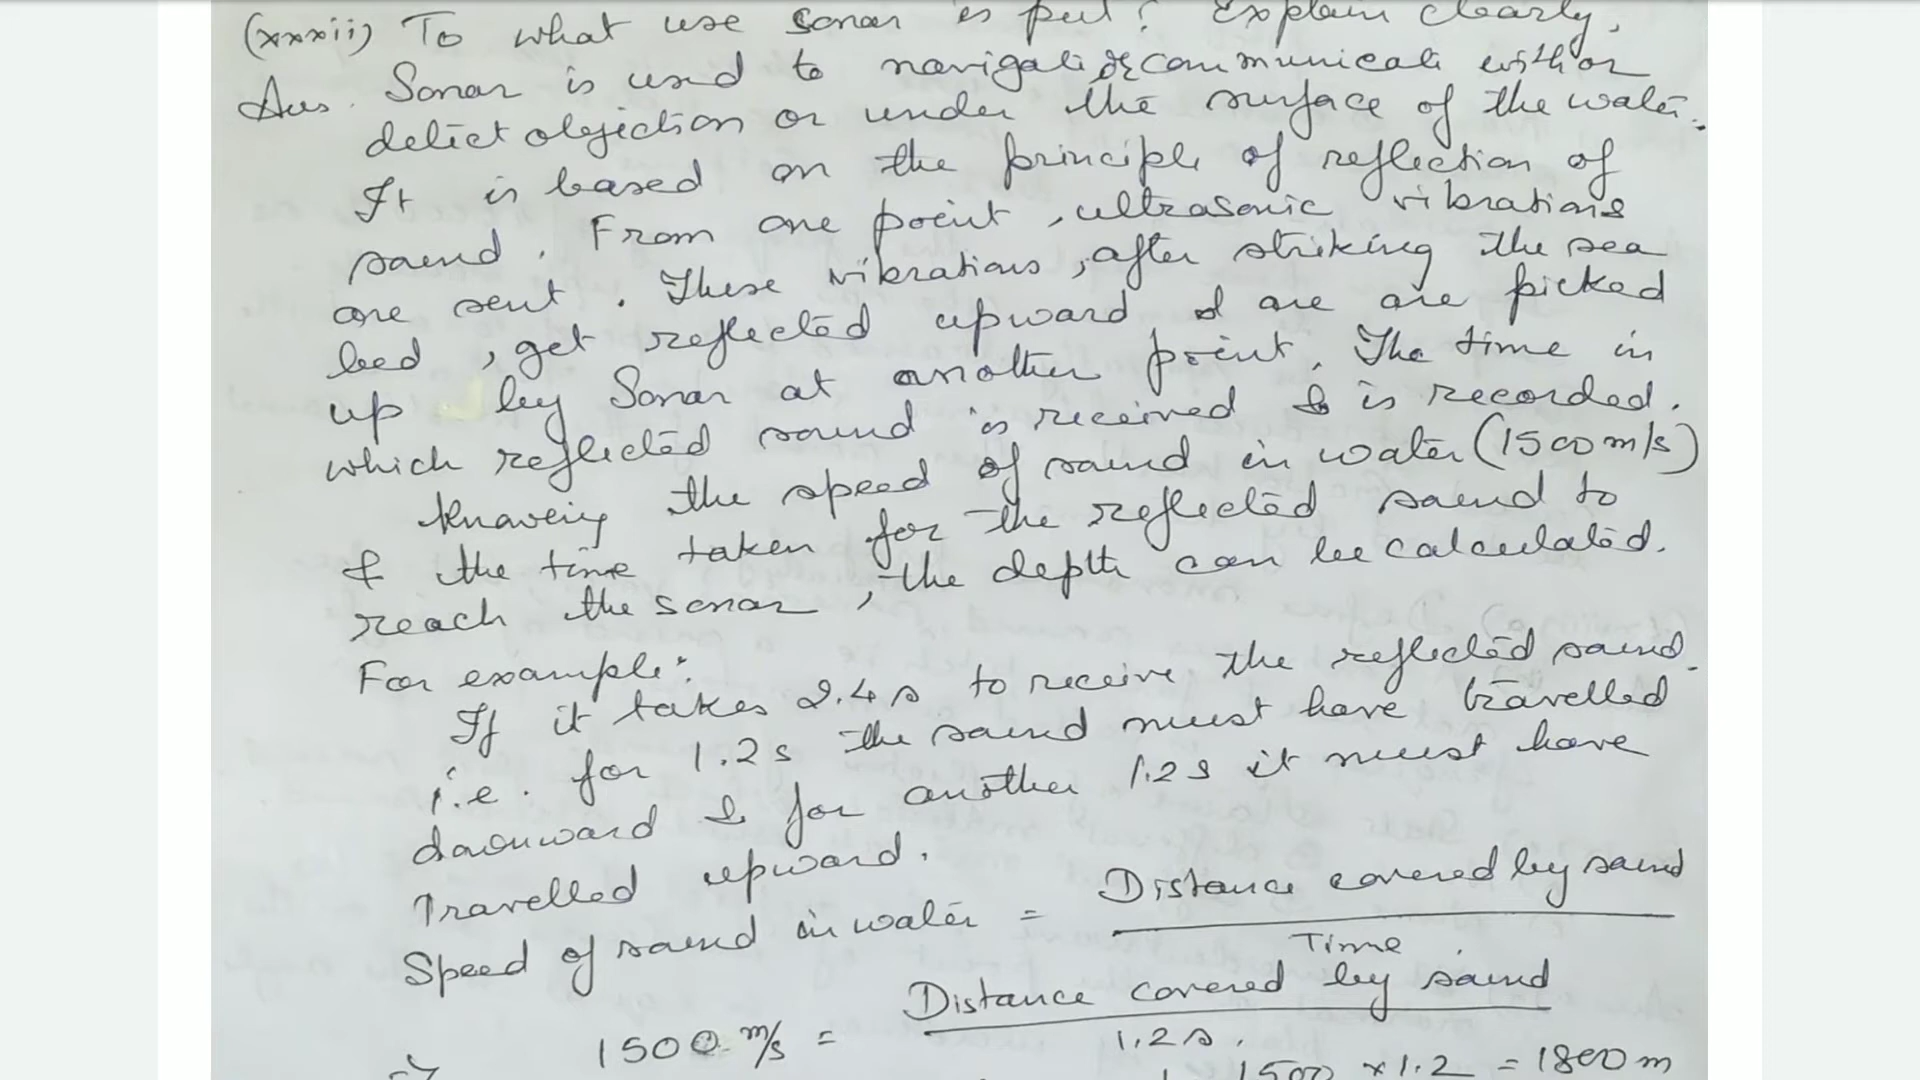 (xxxii) To what use sonar is put? Explain clearly.
Ans. Sonar is used to navigate & communicate with or
detect objection or under the surface of the water.
It is based on the principle of reflection of
sound. From one point, ultrasonic vibrations
are sent. These vibrations, after striking the sea
bed, get reflected upward & are are picked
up by Sonar at another point. The time in
which reflected sound is received & is recorded.
Knowing the speed of sound in water (1500 m/s)
& the time taken for the reflected sound to
reach the sonar, the depth can be calculated.
For example:
If it takes 2.4 s to receive the reflected sound.
i.e. for 1.2 s the sound must have travelled
downward & for another 1.2 s it must have
Travelled upward.
Speed of sound in water = Distance covered by sound
Time
1500 m/s = Distance covered by sound
1.2 s.
1500 x 1.2 = 1800 m